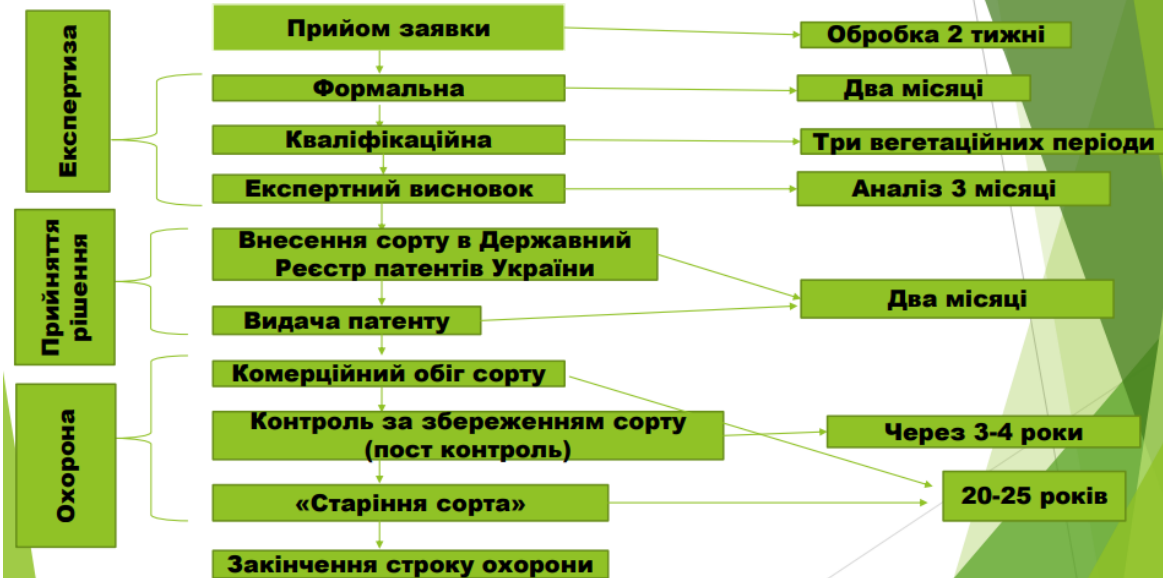 Експертиза
Прийом заявки
Обробка 2 тижні
Формальна
Два місяці
Кваліфікаційна
Три вегетаційних періоди
Експертний висновок
Аналіз 3 місяці
Прийняття
рішення
Внесення сорту в Державний
Реєстр патентів України
Два місяці
Видача патенту
Охорона
Комерційний обіг сорту
Контроль за збереженням сорту
(пост контроль)
Через 3-4 роки
«Старіння сорта»
20-25 років
Закінчення строку охорони